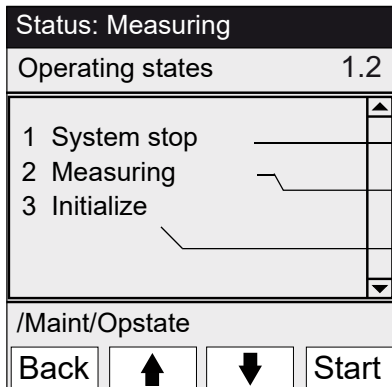 Status: Measuring
Operating states 1.2
1 System stop
2 Measuring
3 Initialize
/Maint/Opstate
Back Start